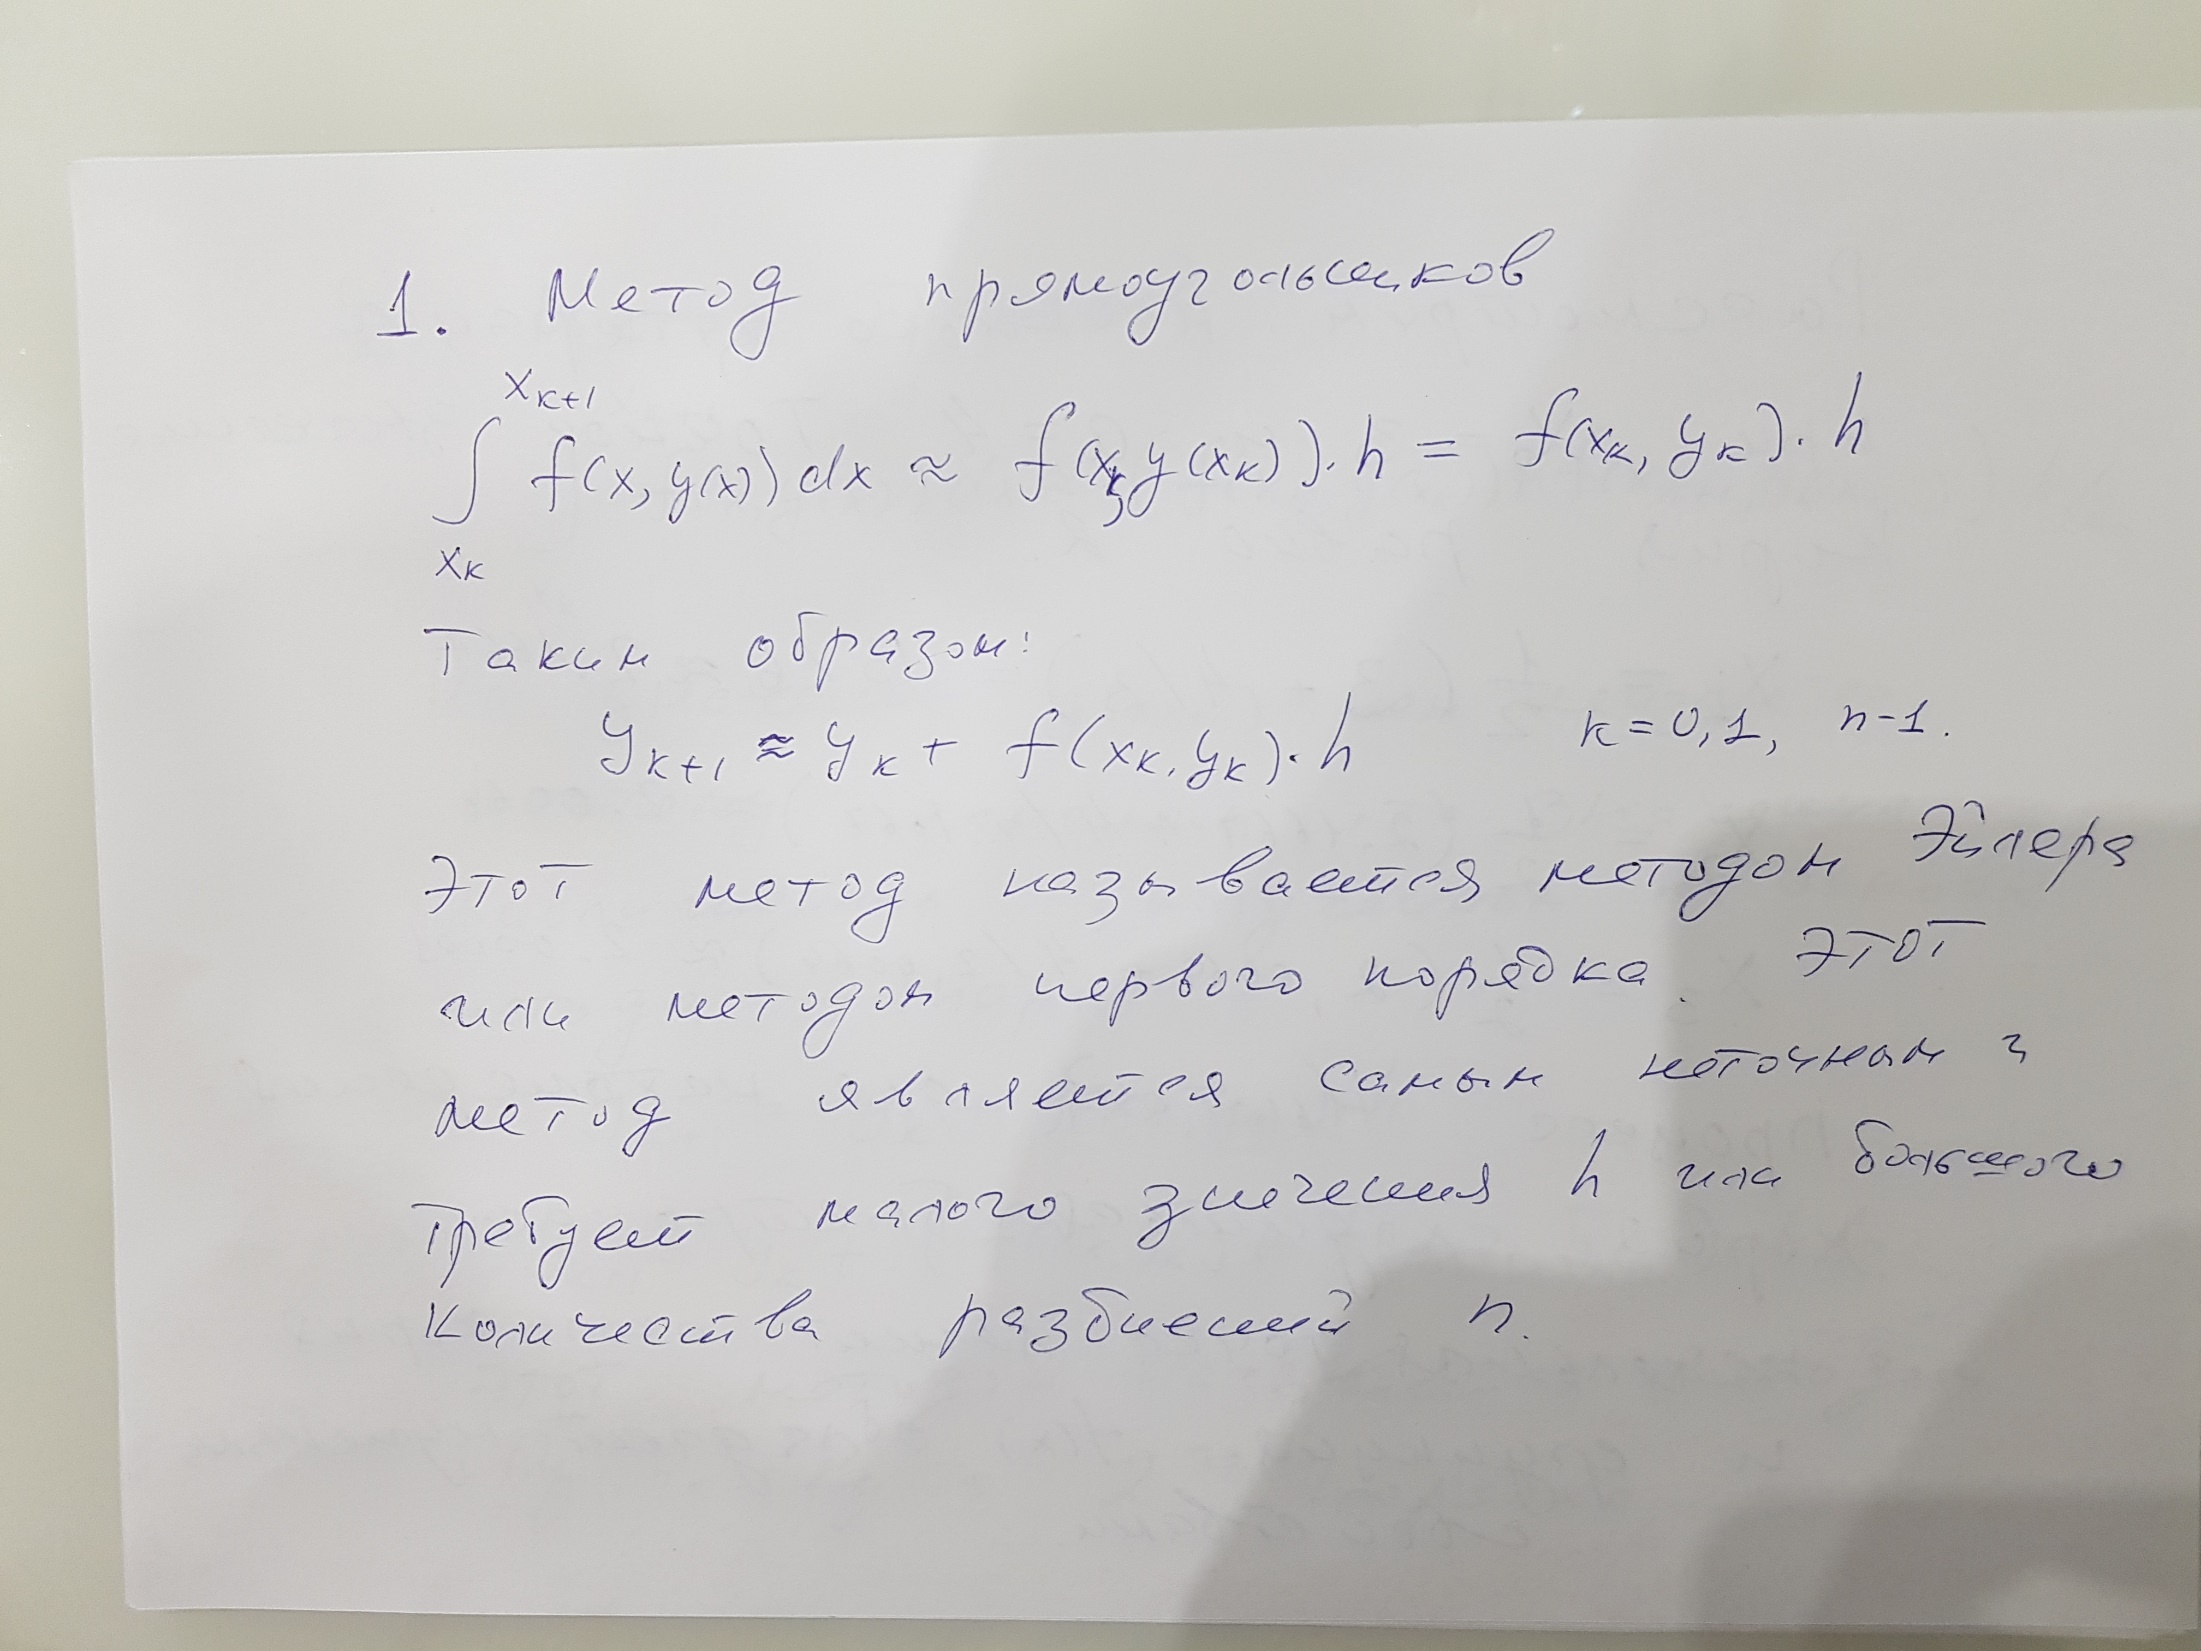 1. Метод прямоугольников
∫_{x_k}^{x_{k+1}} f(x, y(x)) dx ≈ f(x_k, y(x_k))·h = f(x_k, y_k)·h
Таким образом:
y_{k+1} ≈ y_k + f(x_k, y_k)·h k=0,1, n-1.
Этот метод называется методом Эйлера
или методом первого порядка. Этот
метод является самым неточным и
требует малого значения h или большого
количества разбиений n.